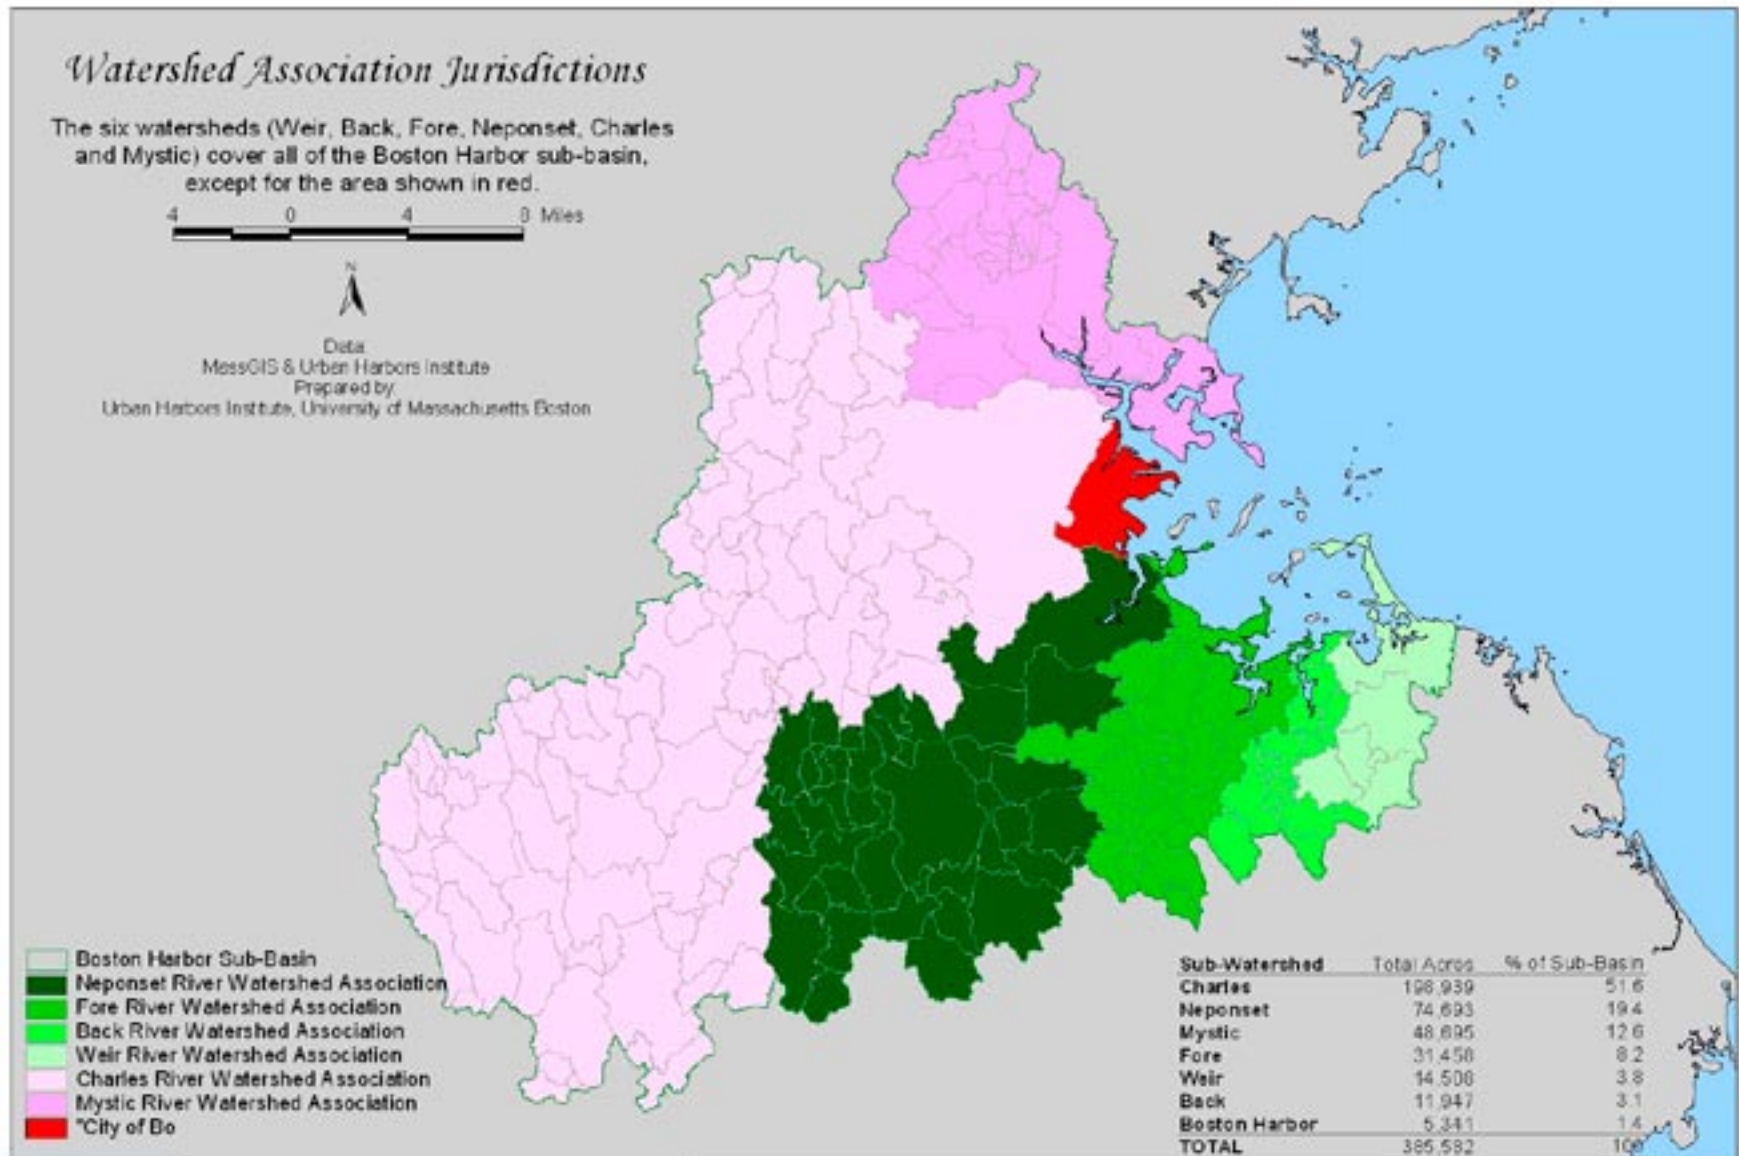 Watershed Association Jurisdictions
The six watersheds (Weir, Back, Fore, Neponset, Charles
and Mystic) cover all of the Boston Harbor sub-basin,
except for the area shown in red.
4 0 4 8 Miles
N
Data:
MassGIS & Urban Harbors Institute
Prepared by:
Urban Harbors Institute, University of Massachusetts Boston
Boston Harbor Sub-Basin
Neponset River Watershed Association
Fore River Watershed Association
Back River Watershed Association
Weir River Watershed Association
Charles River Watershed Association
Mystic River Watershed Association
"City of Bo
Sub-Watershed Total Acres % of Sub-Basin
Charles 198,939 51.6
Neponset 74,693 19.4
Mystic 48,695 12.6
Fore 31,458 8.2
Weir 14,508 3.8
Back 11,947 3.1
Boston Harbor 5,341 1.4
TOTAL 385,582 100